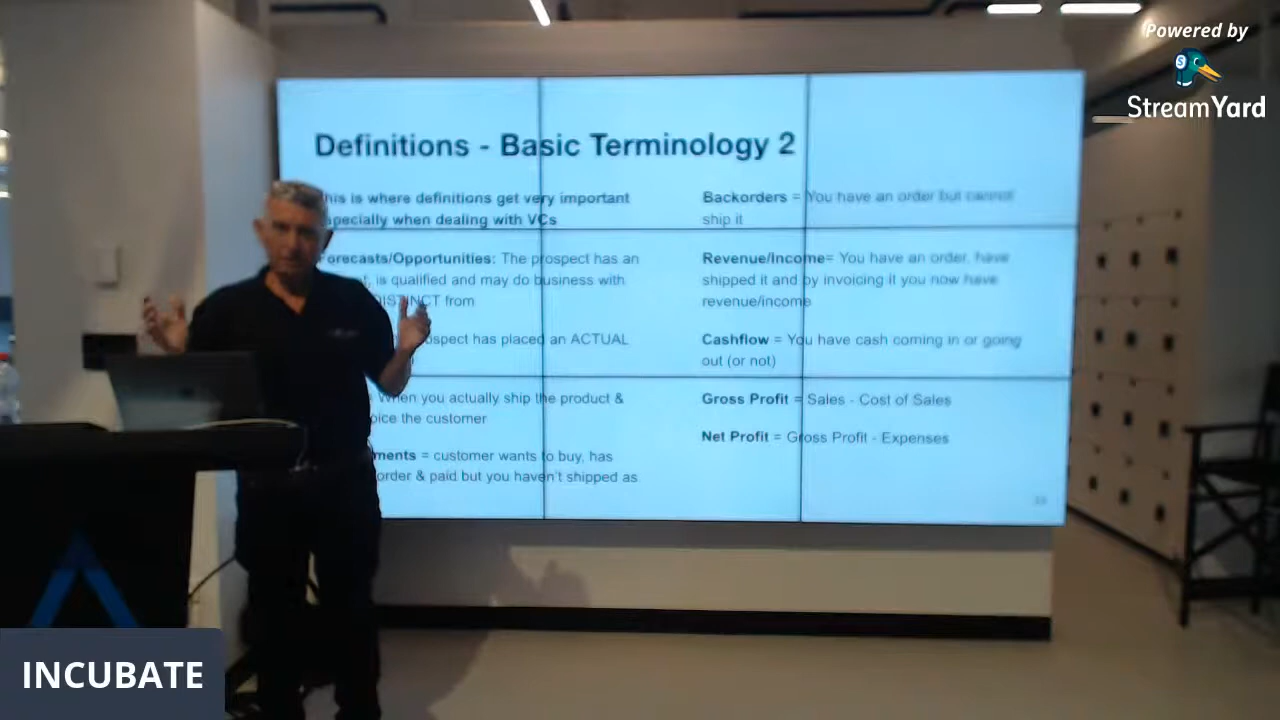 Powered by
StreamYard
Definitions - Basic Terminology 2
his is where definitions get very important
specially when dealing with VCs
Forecasts/Opportunities: The prospect has an
, is qualified and may do business with
DISTINCT from
ospect has placed an ACTUAL
When you actually ship the product &
oice the customer
ments = customer wants to buy, has
order & paid but you haven't shipped as
Backorders = You have an order but cannot
ship it
Revenue/Income= You have an order, have
shipped it and by invoicing it you now have
revenue/income
Cashflow = You have cash coming in or going
out (or not)
Gross Profit = Sales - Cost of Sales
Net Profit = Gross Profit - Expenses
INCUBATE